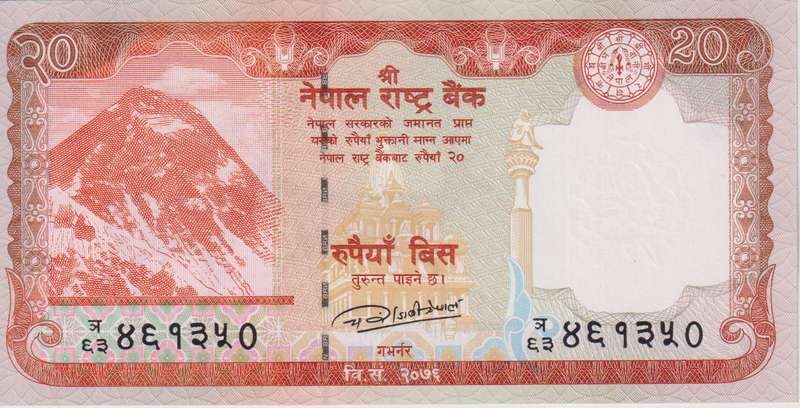 २० २०
श्री
नेपाल राष्ट्र बैंक
नेपाल सरकारको जमानत प्राप्त
यसको रुपैयाँ भुक्तानी माग्न आएमा
नेपाल राष्ट्र बैंकबाट रुपैयाँ २०
रुपैयाँ बिस
तुरुन्त पाइने छ।
ञ ६३ ४६१३५० ञ ६३ ४६१३५०
गभर्नर
वि.सं. २०७६